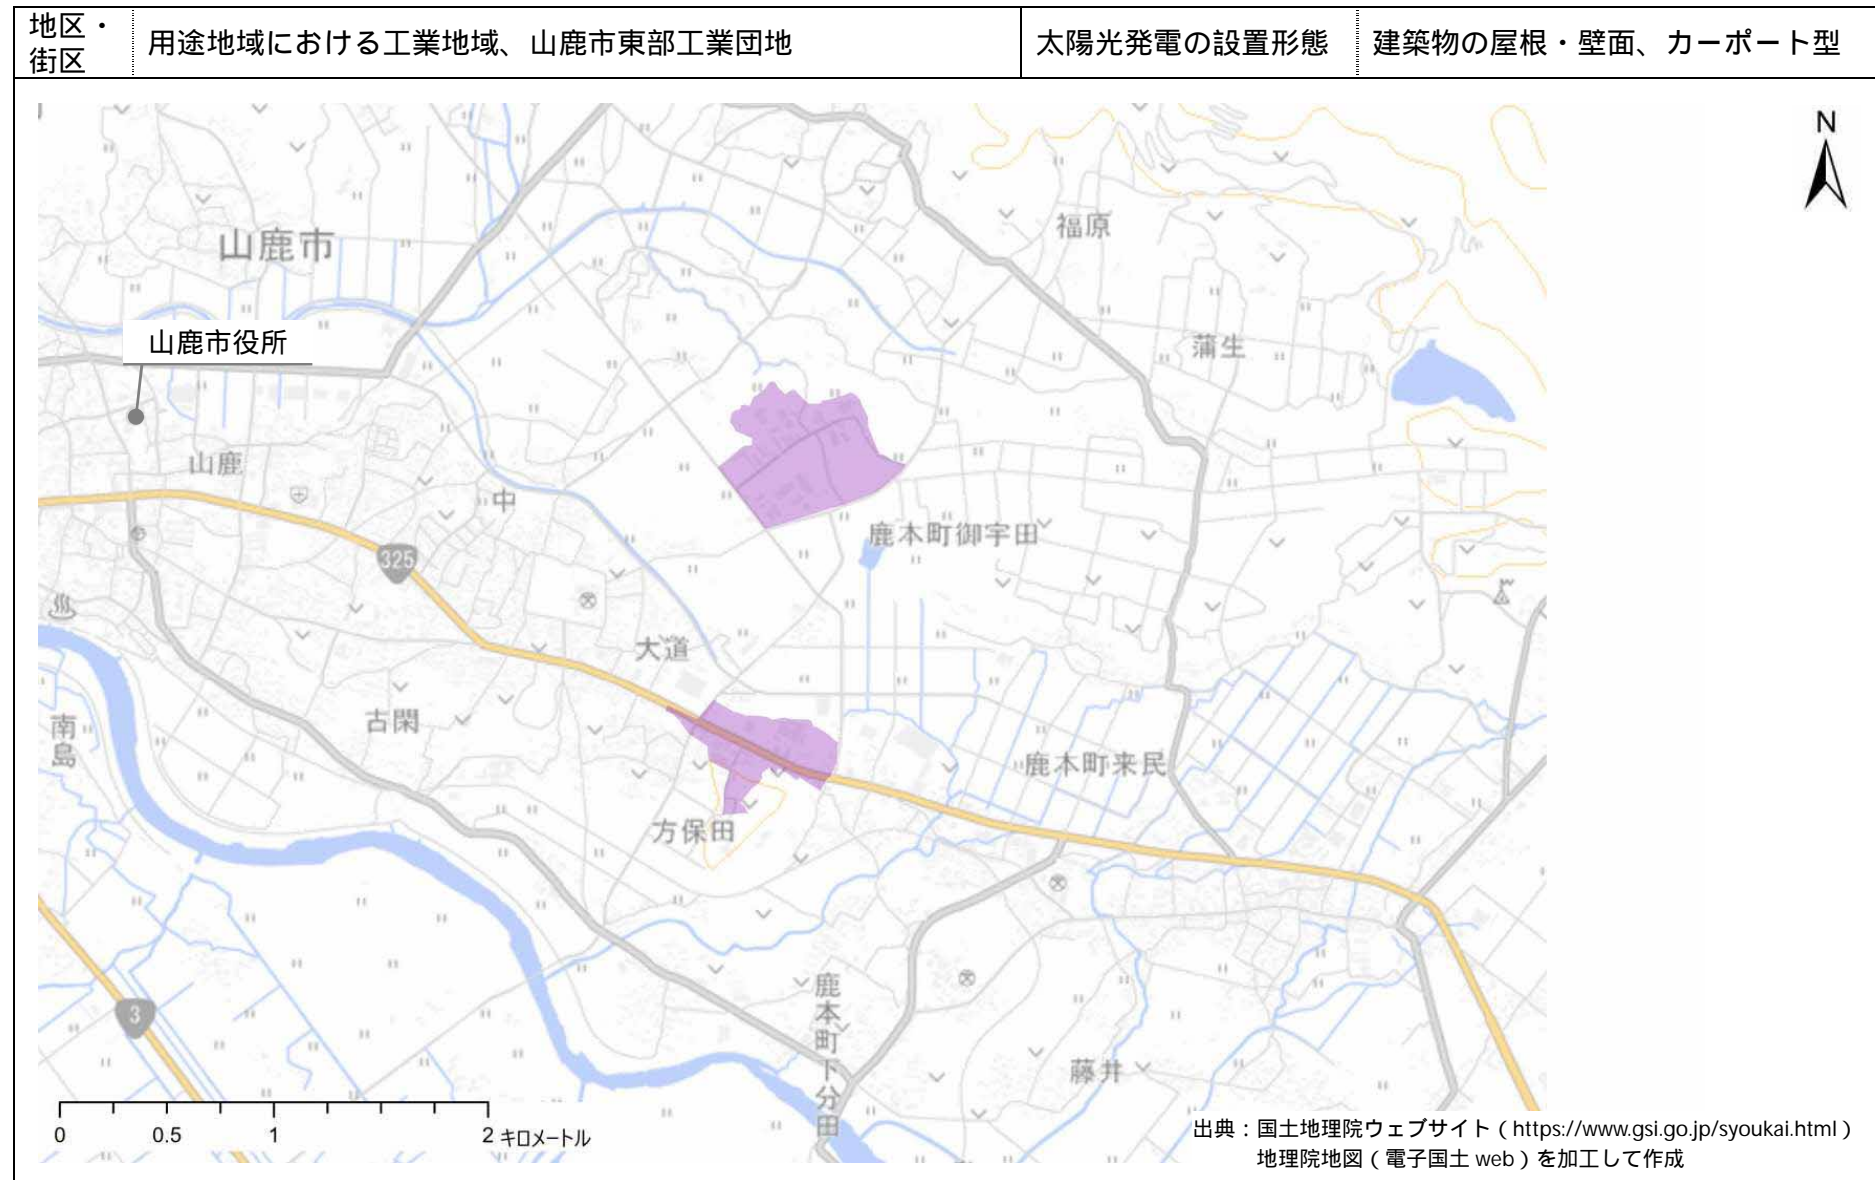 地区・
街区
用途地域における工業地域、山鹿市東部工業団地
太陽光発電の設置形態
建築物の屋根・壁面、カーポート型
N
福原
山鹿市
山鹿市役所
蒲生
山鹿
中
鹿本町御宇田
325
大道
南島
古閑
鹿本町来民
方保田
鹿本町下分田
3
藤井
0 0.5 1 2 キロメートル
出典:国土地理院ウェブサイト(https://www.gsi.go.jp/syoukai.html)
地理院地図(電子国土 web)を加工して作成